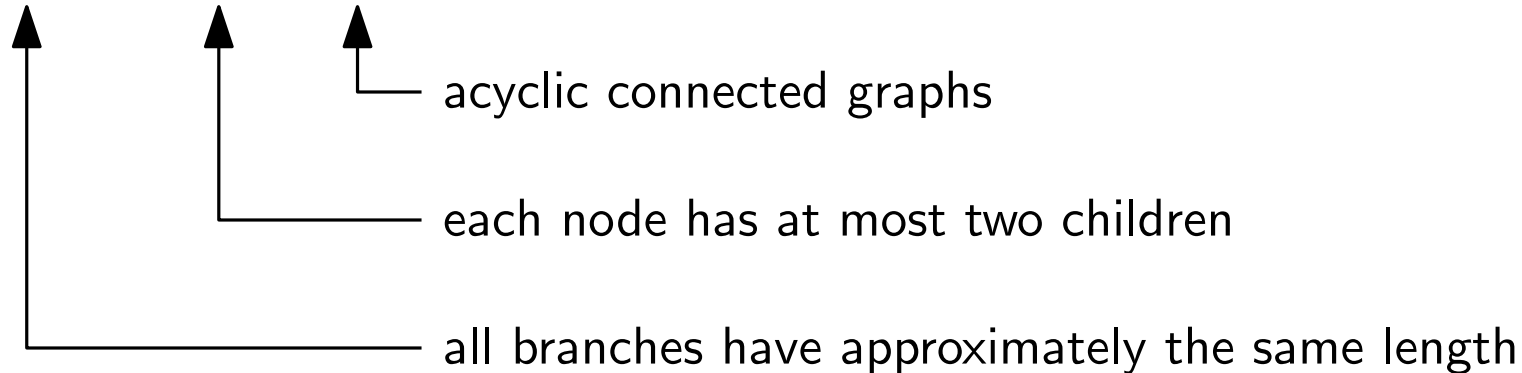 acyclic connected graphs
each node has at most two children
all branches have approximately the same length